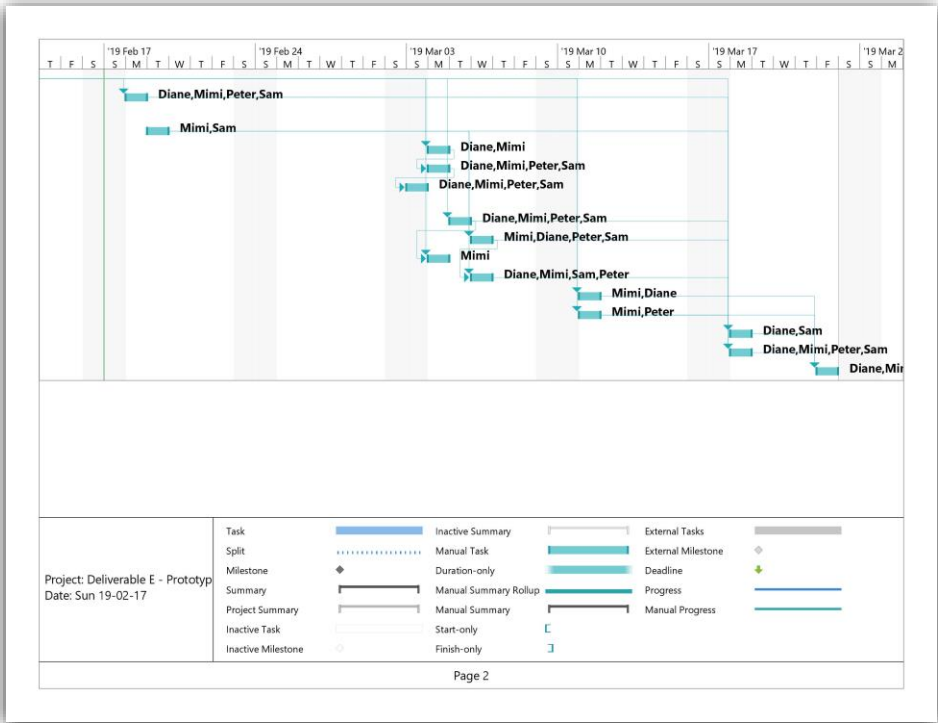 '19 Feb 17 '19 Feb 24 '19 Mar 03 '19 Mar 10 '19 Mar 17 '19 Mar 2
T F S S M T W T F S S M T W T F S S M T W T F S S M T W T F S S M T W T F S S M
Diane,Mimi,Peter,Sam
Mimi,Sam
Diane,Mimi
Diane,Mimi,Peter,Sam
Diane,Mimi,Peter,Sam
Diane,Mimi,Peter,Sam
Mimi,Diane,Peter,Sam
Mimi
Diane,Mimi,Sam,Peter
Mimi,Diane
Mimi,Peter
Diane,Sam
Diane,Mimi,Peter,Sam
Diane,Mi
Project: Deliverable E - Prototyp
Date: Sun 19-02-17
Task
Split
Milestone
Summary
Project Summary
Inactive Task
Inactive Milestone
Inactive Summary
Manual Task
Duration-only
Manual Summary Rollup
Manual Summary
Start-only
Finish-only
External Tasks
External Milestone
Deadline
Progress
Manual Progress
Page 2